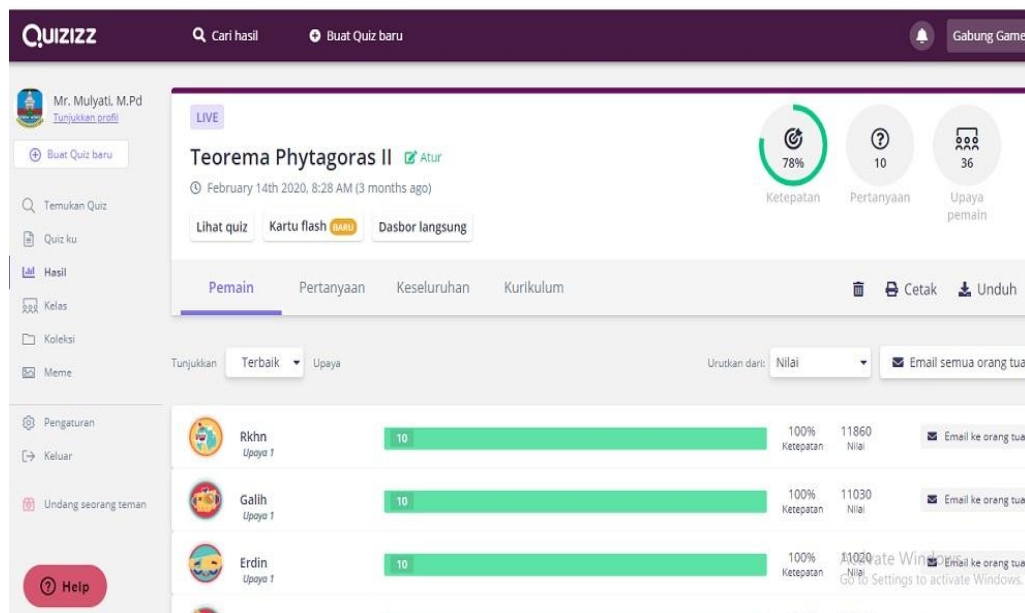 QUIZIZZ
Cari hasil
Buat Quiz baru
Gabung Game
Mr. Mulyati, M.Pd
Tunjukkan profil
Buat Quiz baru
Temukan Quiz
Quiz ku
Hasil
Kelas
Koleksi
Meme
Pengaturan
Keluar
Undang seorang teman
Help
LIVE
Teorema Phytagoras II Atur
February 14th 2020, 8:28 AM (3 months ago)
Lihat quiz Kartu flash BARU Dasbor langsung
78% 10 36
Ketepatan Pertanyaan Upaya
pemain
Pemain Pertanyaan Keseluruhan Kurikulum Cetak Unduh
Tunjukkan Terbaik Upaya Urutkan dari: Nilai Email semua orang tua
Rkhn 10 100% 11860 Email ke orang tua
Upaya 1 Ketepatan Nilai
Galih 10 100% 11030 Email ke orang tua
Upaya 1 Ketepatan Nilai
Erdin 10 100% 11020 Email ke orang tua
Upaya 1 Ketepatan Nilai
Activate Windows
Go to Settings to activate Windows.